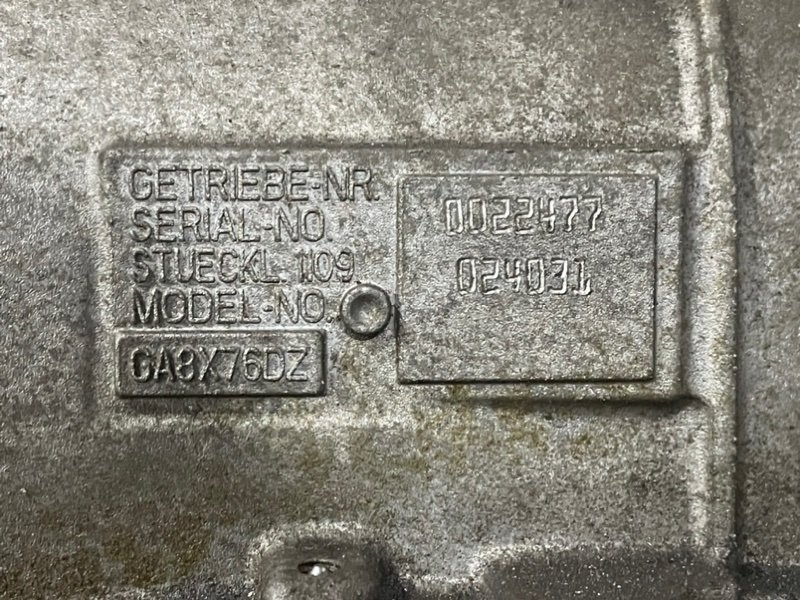 GETRIEBE-NR.
SERIAL-NO.
STUECKL. 1109
MODEL-NO.
GA8X76DZ
0022477
024031